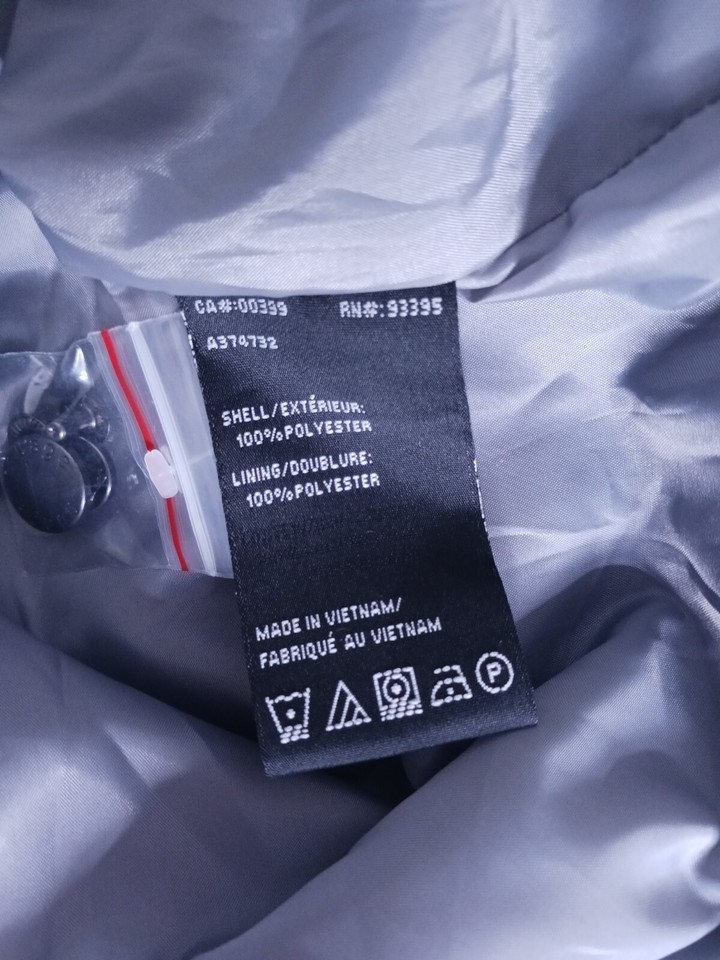 CA#:00399 RN#:93395
A374732
SHELL/EXTÉRIEUR:
100%POLYESTER
LINING/DOUBLURE:
100%POLYESTER
MADE IN VIETNAM/
FABRIQUÉ AU VIETNAM
P